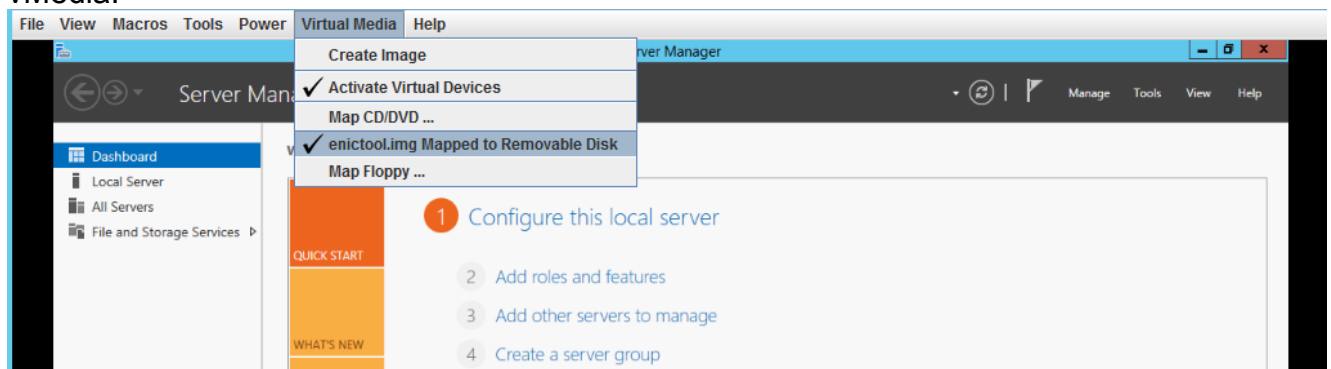 File View Macros Tools Power Virtual Media Help
Create Image
rver Manager
Server Mana
Activate Virtual Devices
Manage Tools View Help
Map CD/DVD ...
enictool.img Mapped to Removable Disk
Dashboard
Map Floppy ...
Local Server
1 Configure this local server
All Servers
File and Storage Services
QUICK START
2 Add roles and features
3 Add other servers to manage
WHAT'S NEW
4 Create a server group